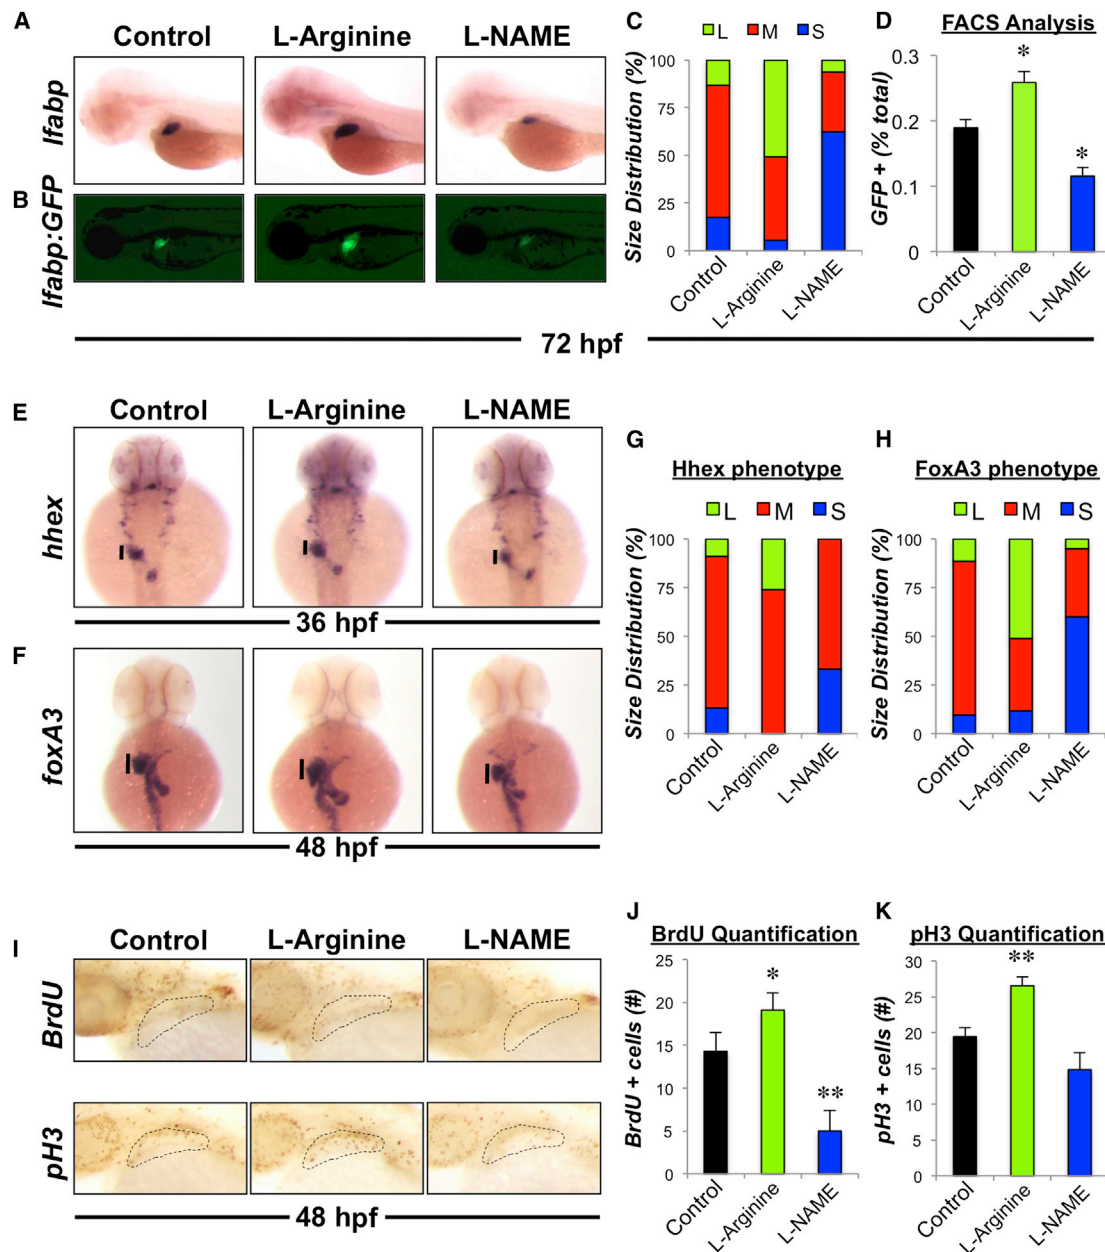 A
Control
L-Arginine
L-NAME
lfabp
B
lfabp:GFP
C
L M S
Size Distribution (%)
100
75
50
25
0
Control
L-Arginine
L-NAME
D
FACS Analysis
GFP + (% total)
0.3
0.2
0.1
0
*
*
Control
L-Arginine
L-NAME
72 hpf
E
Control
L-Arginine
L-NAME
hhex
36 hpf
F
foxA3
48 hpf
G
Hhex phenotype
L M S
Size Distribution (%)
100
75
50
25
0
Control
L-Arginine
L-NAME
H
FoxA3 phenotype
L M S
Size Distribution (%)
100
75
50
25
0
Control
L-Arginine
L-NAME
I
Control
L-Arginine
L-NAME
BrdU
pH3
48 hpf
J
BrdU Quantification
BrdU + cells (#)
25
20
15
10
5
0
*
**
Control
L-Arginine
L-NAME
K
pH3 Quantification
pH3 + cells (#)
30
25
20
15
10
5
0
**
Control
L-Arginine
L-NAME